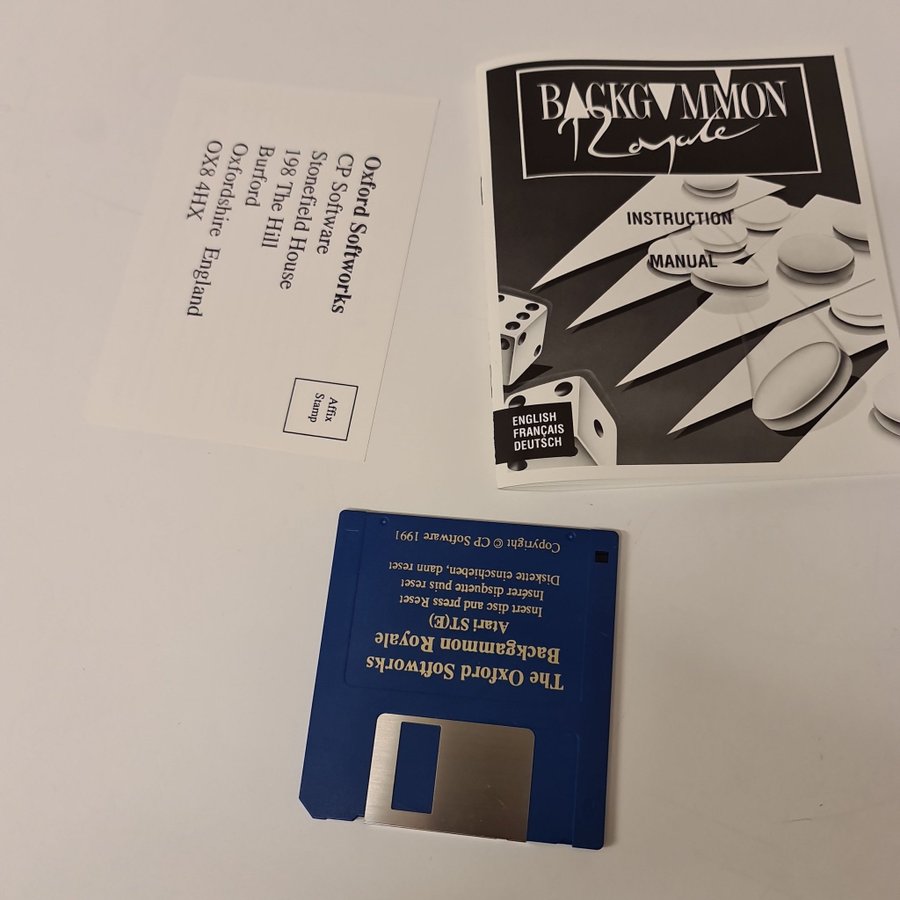 Oxford Softworks
CP Software
Stonefield House
198 The Hill
Burford
Oxfordshire England
OX8 4HX
Affix
Stamp
BACKGAMMON
Royale
INSTRUCTION
MANUAL
ENGLISH
FRANÇAIS
DEUTSCH
The Oxford Softworks
Backgammon Royale
Atari ST(E)
Insert disc and press Reset
Insérer disquette puis reset
Diskette einschieben, dann reset
Copyright © CP Software 1991